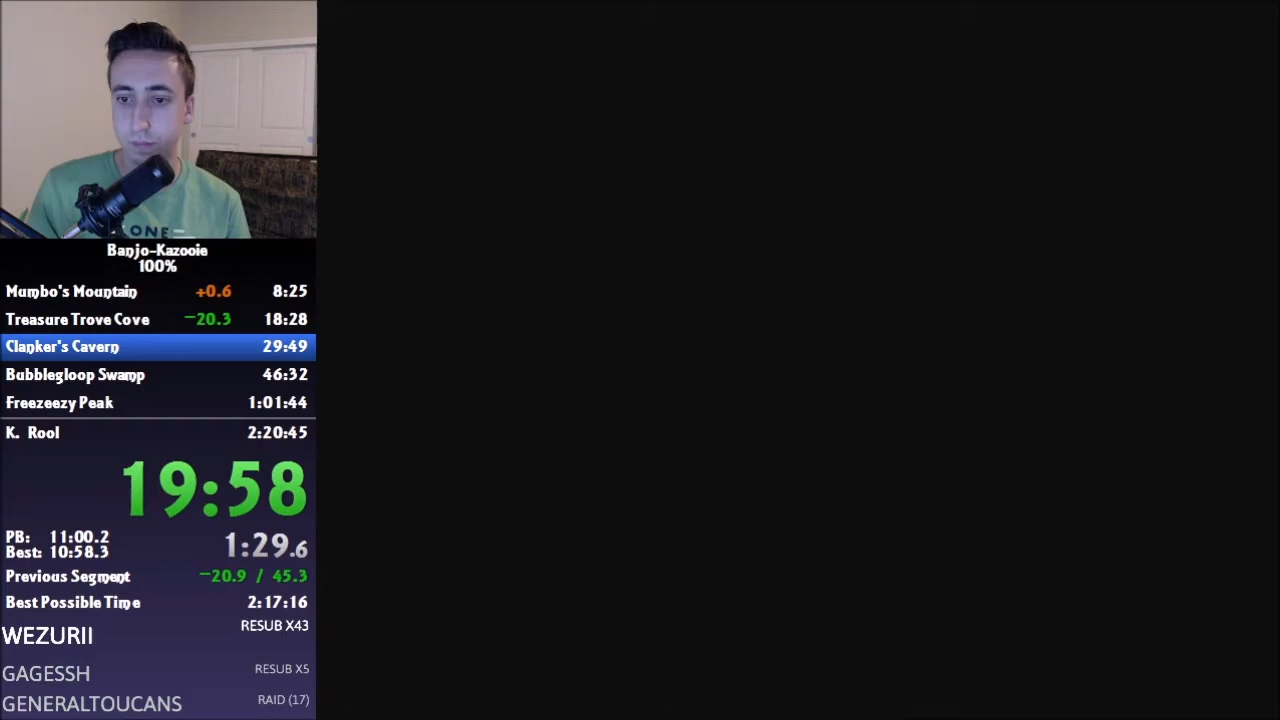 ONE
Banjo-Kazooie
100%
Mumbo's Mountain +0.6 8:25
Treasure Trove Cove −20.3 18:28
Clanker's Cavern 29:49
Bubblegloop Swamp 46:32
Freezeezy Peak 1:01:44
K. Rool 2:20:45
19:58
PB: 11:00.2
Best: 10:58.3
1:29.6
Previous Segment −20.9 / 45.3
Best Possible Time 2:17:16
WEZURII RESUB X43
GAGESSH RESUB X5
GENERALTOUCANS RAID (17)